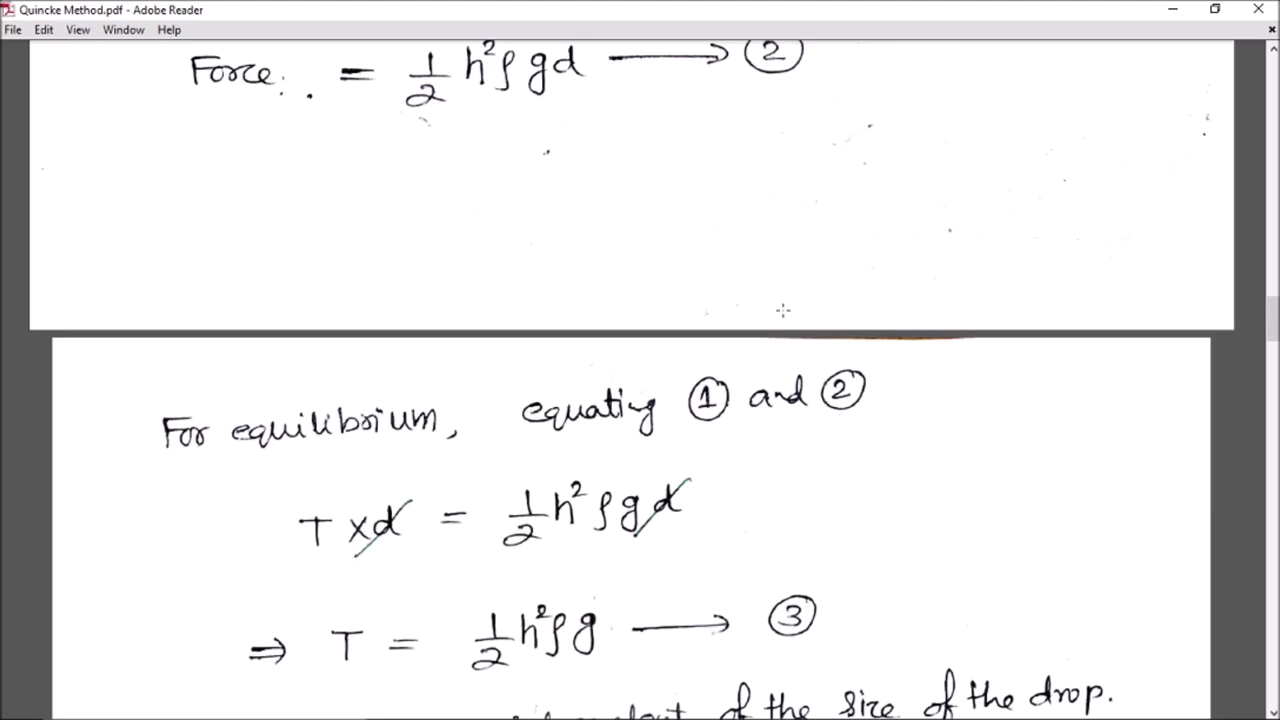 Quincke Method.pdf - Adobe Reader
File Edit View Window Help
Force. = 1/2 h²ρgd ⟶ ②
For equilibrium, equating ① and ②
T × d = 1/2 h²ρgd
⇒ T = 1/2 h²ρg ⟶ ③
of the size of the drop.